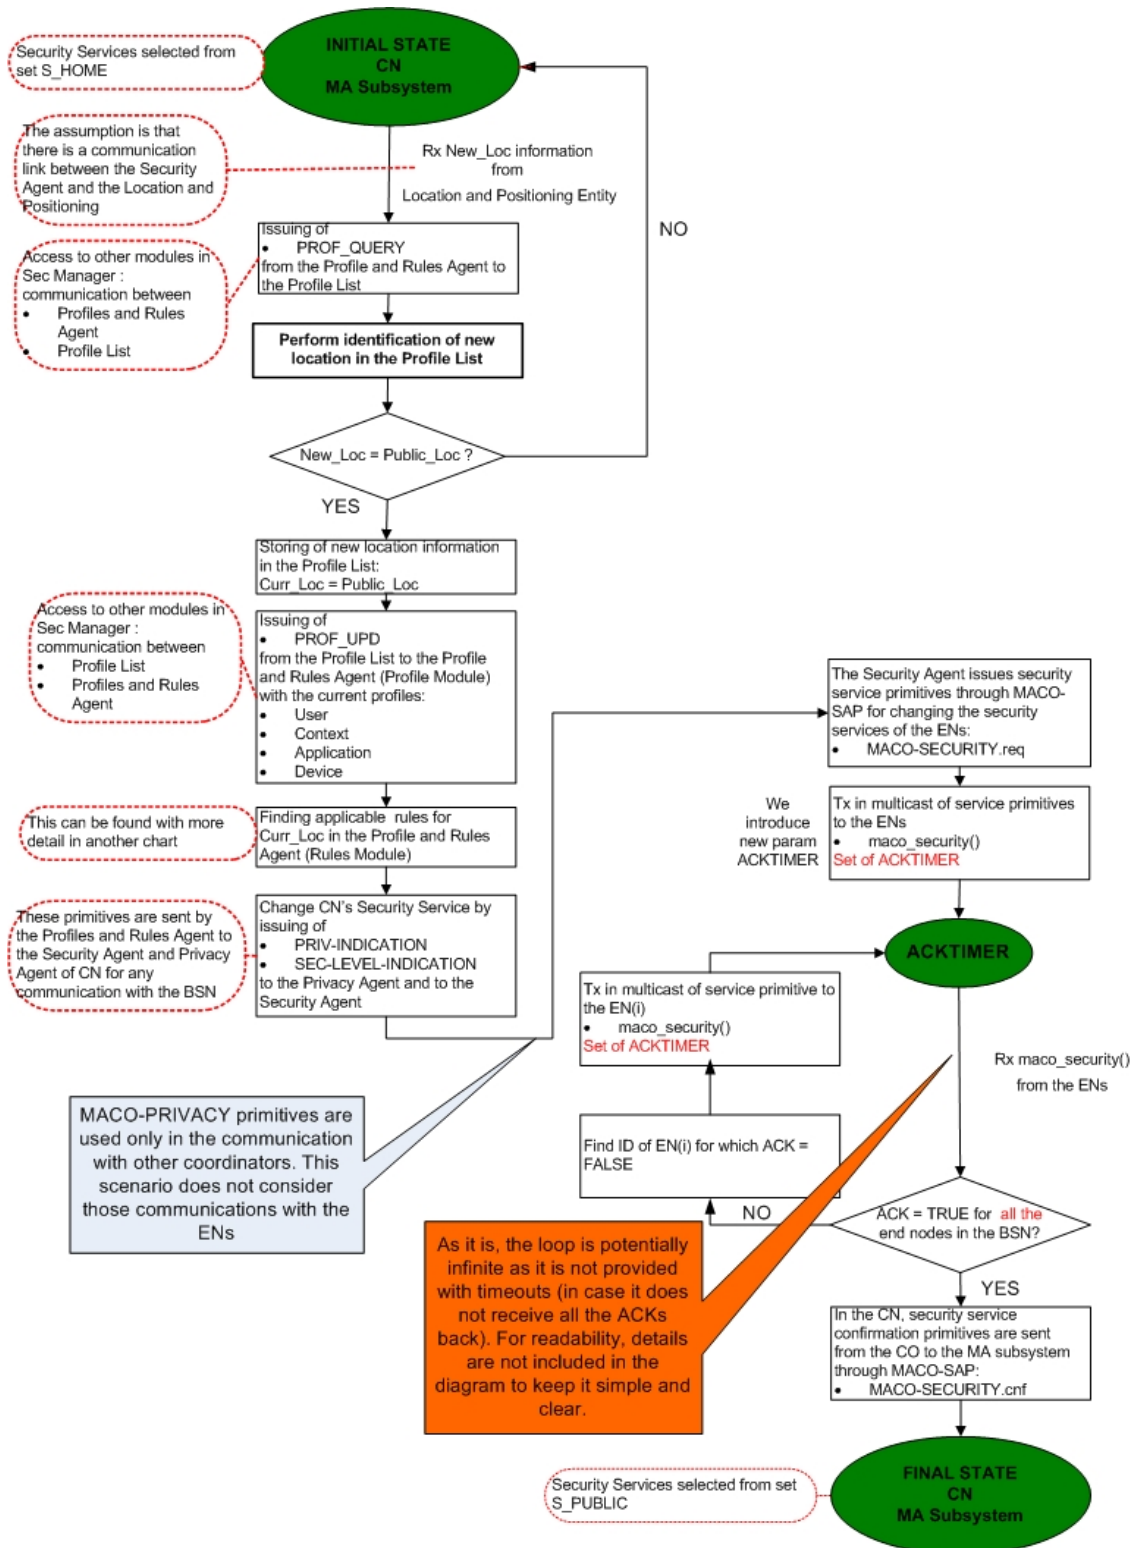 INITIAL STATE
CN
MA Subsystem
Security Services selected from
set S_HOME
The assumption is that
there is a communication
link between the Security
Agent and the Location and
Positioning
Rx New_Loc information
from
Location and Positioning Entity
NO
Issuing of
• PROF_QUERY
from the Profile and Rules Agent to
the Profile List
Access to other modules in
Sec Manager :
communication between
• Profiles and Rules
Agent
• Profile List
Perform identification of new
location in the Profile List
New_Loc = Public_Loc ?
YES
Storing of new location information
in the Profile List:
Curr_Loc = Public_Loc
Access to other modules in
Sec Manager :
communication between
• Profile List
• Profiles and Rules
Agent
Issuing of
• PROF_UPD
from the Profile List to the Profile
and Rules Agent (Profile Module)
with the current profiles:
• User
• Context
• Application
• Device
This can be found with more
detail in another chart
Finding applicable rules for
Curr_Loc in the Profile and Rules
Agent (Rules Module)
These primitives are sent by
the Profiles and Rules Agent to
the Security Agent and Privacy
Agent of CN for any
communication with the BSN
Change CN's Security Service by
issuing of
• PRIV-INDICATION
• SEC-LEVEL-INDICATION
to the Privacy Agent and to the
Security Agent
MACO-PRIVACY primitives are
used only in the communication
with other coordinators. This
scenario does not consider
those communications with the
ENs
The Security Agent issues security
service primitives through MACO-
SAP for changing the security
services of the ENs:
• MACO-SECURITY.req
We
introduce
new param
ACKTIMER
Tx in multicast of service primitives
to the ENs
• maco_security()
Set of ACKTIMER
ACKTIMER
Tx in multicast of service primitive to
the EN(i)
• maco_security()
Set of ACKTIMER
Rx maco_security()
from the ENs
Find ID of EN(i) for which ACK =
FALSE
NO
ACK = TRUE for all the
end nodes in the BSN?
YES
As it is, the loop is potentially
infinite as it is not provided
with timeouts (in case it does
not receive all the ACKs
back). For readability, details
are not included in the
diagram to keep it simple and
clear.
In the CN, security service
confirmation primitives are sent
from the CO to the MA subsystem
through MACO-SAP:
• MACO-SECURITY.cnf
Security Services selected from set
S_PUBLIC
FINAL STATE
CN
MA Subsystem